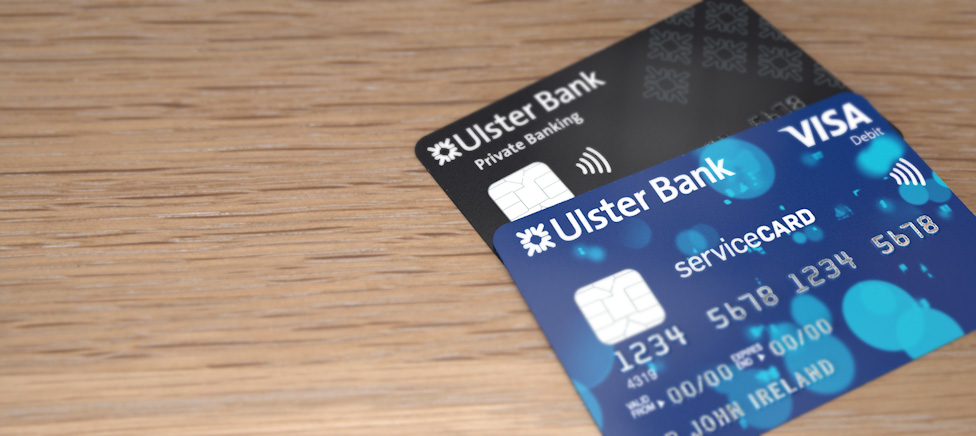 Ulster Bank
Private Banking
5678
VISA
Debit
Ulster Bank
serviceCARD
1234 5678 1234 5678
4319
VALID FROM 00/00 EXPIRES END 00/00
JOHN IRELAND